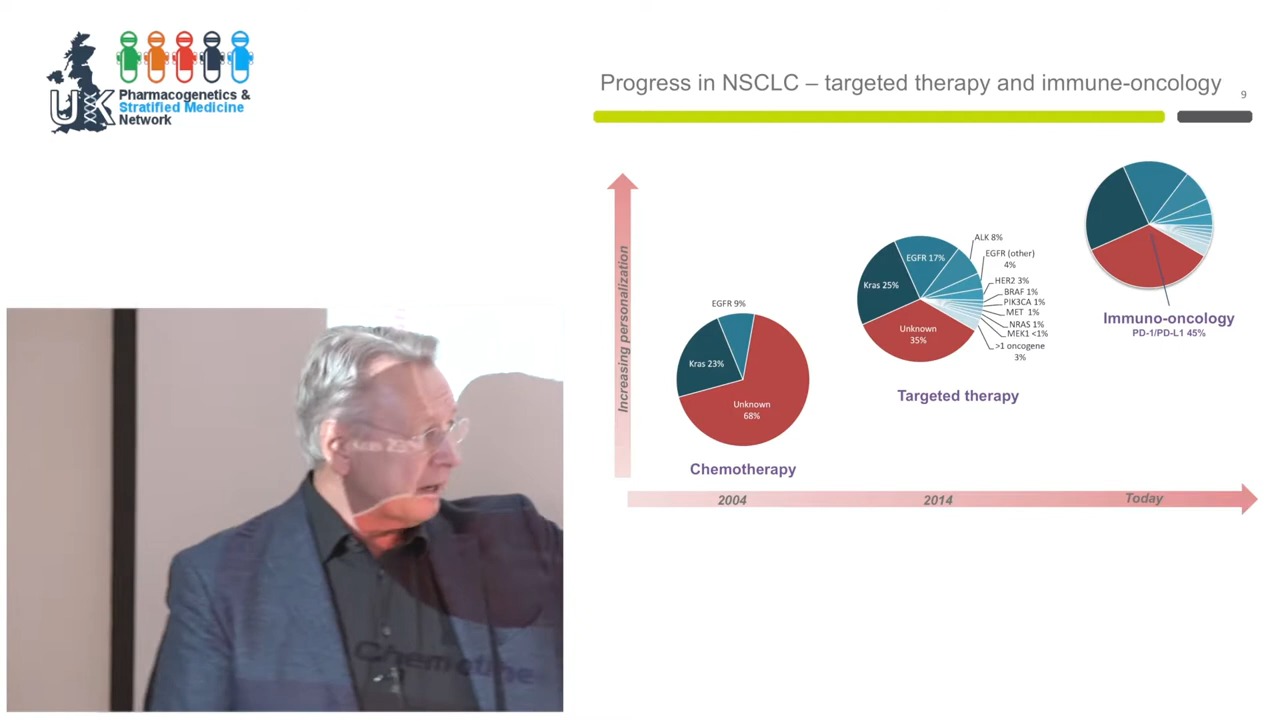 UK
Pharmacogenetics &
Stratified Medicine
Network
Progress in NSCLC – targeted therapy and immune-oncology
9
Increasing personalization
EGFR 9%
Kras 23%
Unknown
68%
Chemotherapy
EGFR 17%
Kras 25%
Unknown
35%
ALK 8%
EGFR (other)
4%
HER2 3%
BRAF 1%
PIK3CA 1%
MET 1%
NRAS 1%
MEK1 <1%
>1 oncogene
3%
Targeted therapy
Immuno-oncology
PD-1/PD-L1 45%
2004
2014
Today